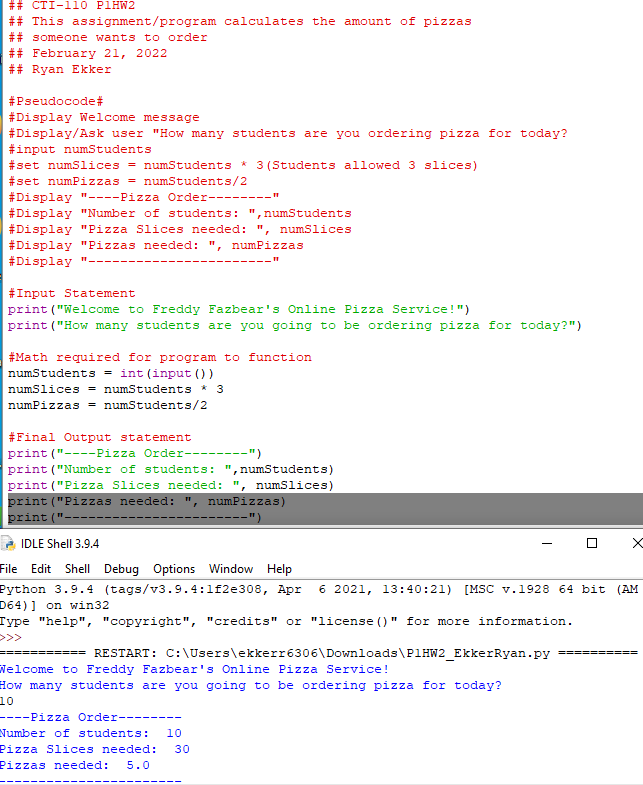 ## CTI-110 P1HW2
## This assignment/program calculates the amount of pizzas
## someone wants to order
## February 21, 2022
## Ryan Ekker
#Pseudocode#
#Display Welcome message
#Display/Ask user "How many students are you ordering pizza for today?
#input numStudents
#set numSlices = numStudents * 3(Students allowed 3 slices)
#set numPizzas = numStudents/2
#Display "----Pizza Order--------"
#Display "Number of students: ",numStudents
#Display "Pizza Slices needed: ", numSlices
#Display "Pizzas needed: ", numPizzas
#Display "-----------------------"
#Input Statement
print("Welcome to Freddy Fazbear's Online Pizza Service!")
print("How many students are you going to be ordering pizza for today?")
#Math required for program to function
numStudents = int(input())
numSlices = numStudents * 3
numPizzas = numStudents/2
#Final Output statement
print("----Pizza Order--------")
print("Number of students: ",numStudents)
print("Pizza Slices needed: ", numSlices)
print("Pizzas needed: ", numPizzas)
print("-----------------------")
IDLE Shell 3.9.4
File Edit Shell Debug Options Window Help
Python 3.9.4 (tags/v3.9.4:1f2e308, Apr  6 2021, 13:40:21) [MSC v.1928 64 bit (AM
D64)] on win32
Type "help", "copyright", "credits" or "license()" for more information.
>>>
=========== RESTART: C:\Users\ekkerr6306\Downloads\P1HW2_EkkerRyan.py ==========
Welcome to Freddy Fazbear's Online Pizza Service!
How many students are you going to be ordering pizza for today?
10
----Pizza Order--------
Number of students:  10
Pizza Slices needed:  30
Pizzas needed:  5.0
-----------------------